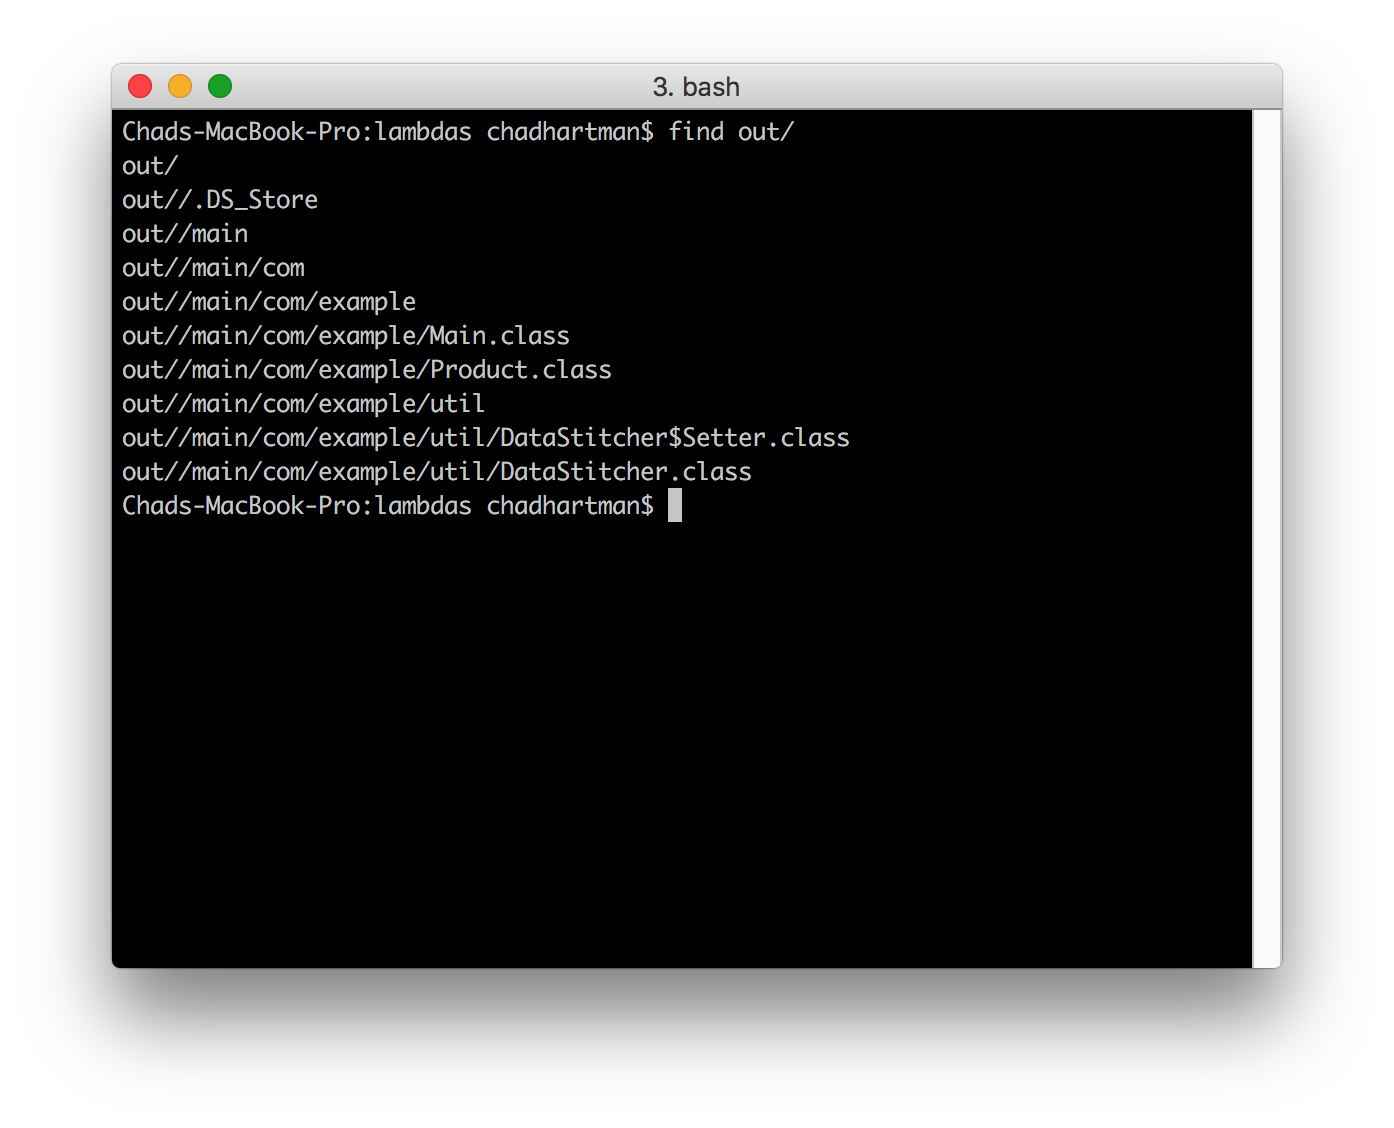 3. bash
Chads-MacBook-Pro:lambdas chadhartman$ find out/
out/
out//.DS_Store
out//main
out//main/com
out//main/com/example
out//main/com/example/Main.class
out//main/com/example/Product.class
out//main/com/example/util
out//main/com/example/util/DataStitcher$Setter.class
out//main/com/example/util/DataStitcher.class
Chads-MacBook-Pro:lambdas chadhartman$